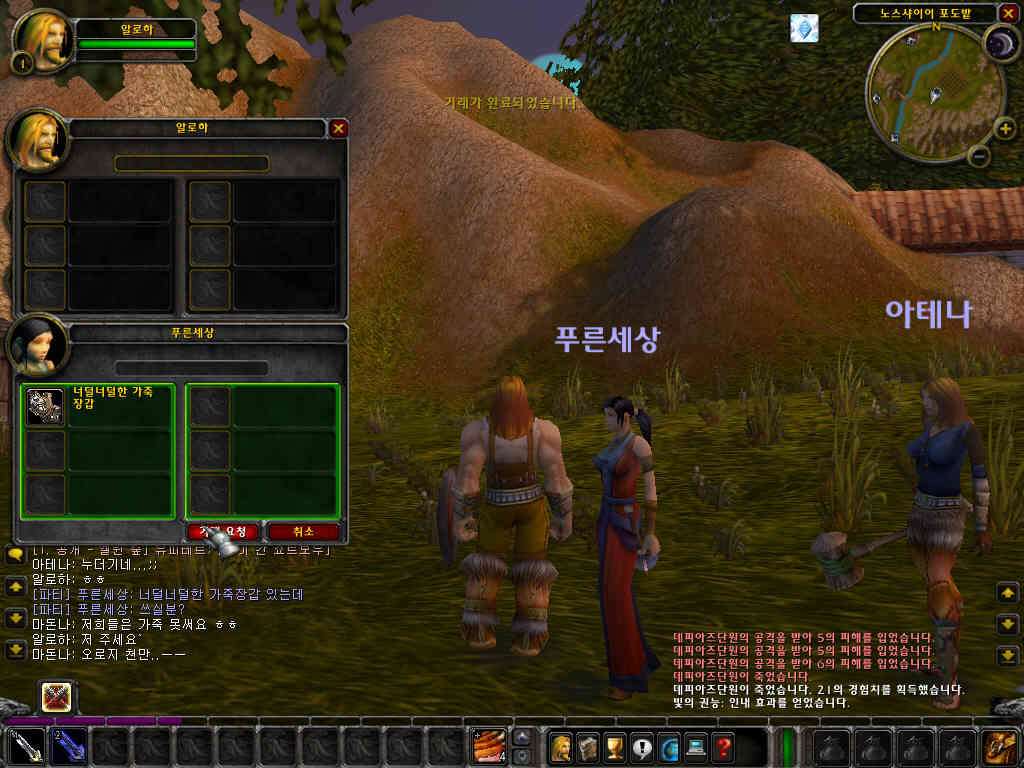 알로하
1
노스샤이어 포도밭
N
거래가 완료되었습니다.
알로하
푸른세상
너덜너덜한 가죽
장갑
요청
취소
푸른세상
아테나
아테나: 누더기네...;;
알로하: ㅎㅎ
[파티] 푸른세상: 너덜너덜한 가죽장갑 있는데
[파티] 푸른세상: 쓰실분?
마돈나: 저희들은 가죽 못써요 ㅎㅎ
알로하: 저 주세요~
마돈나: 오로지 천만..ㅡㅡ
데피아즈단원의 공격을 받아 5의 피해를 입었습니다.
데피아즈단원의 공격을 받아 5의 피해를 입었습니다.
데피아즈단원의 공격을 받아 6의 피해를 입었습니다.
데피아즈단원이 죽었습니다.
데피아즈단원이 죽었습니다. 21의 경험치를 획득했습니다.
빛의 권능: 인내 효과를 얻었습니다.
2
4